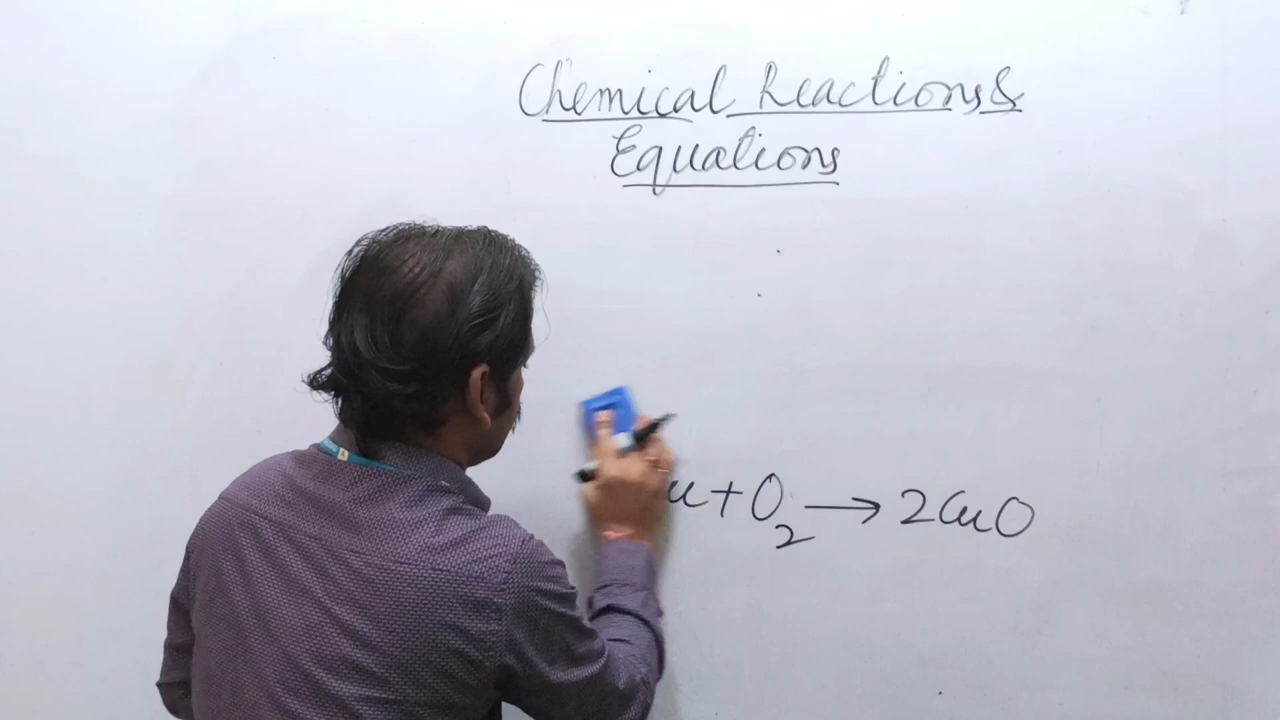 Chemical Reactions &
Equations
u + O2 → 2CuO